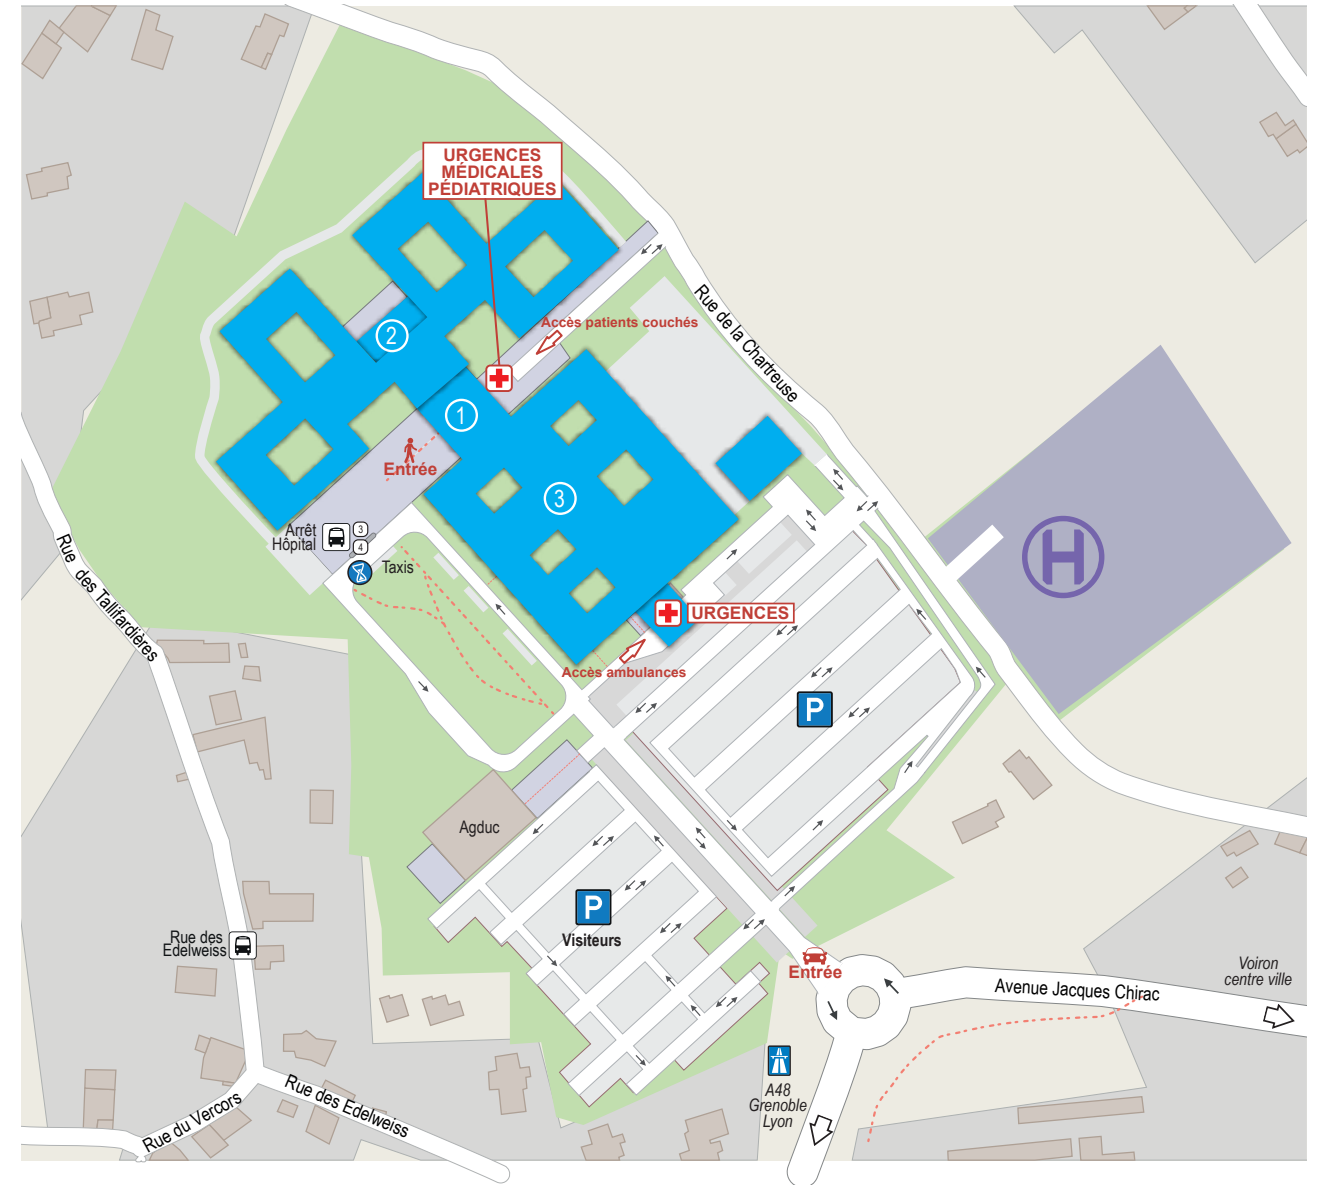 URGENCES
MÉDICALES
PÉDIATRIQUES
Rue de la Chartreuse
Accès patients couchés
2
1
Entrée
3
Arrêt
Hôpital
3
4
Taxis
H
Rue des Tallifardières
URGENCES
Accès ambulances
P
Agduc
P
Visiteurs
Rue des
Edelweiss
Entrée
Avenue Jacques Chirac
Voiron
centre ville
A48
Grenoble
Lyon
Rue des Edelweiss
Rue du Vercors